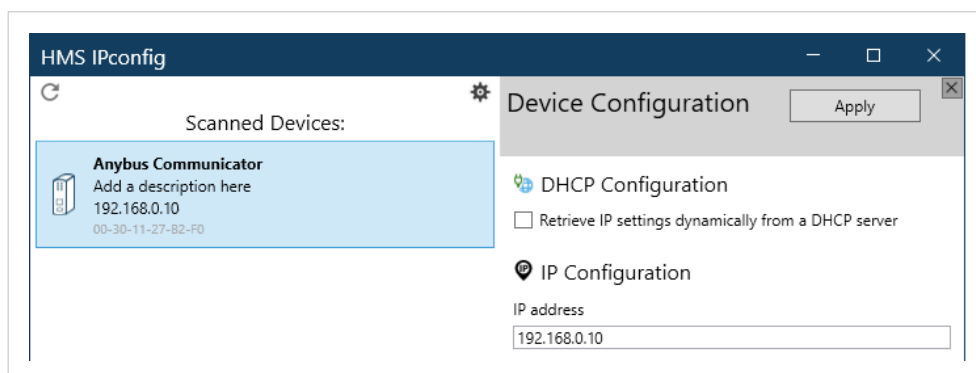 HMS IPconfig
Scanned Devices:
Anybus Communicator
Add a description here
192.168.0.10
00-30-11-27-B2-F0
Device Configuration
Apply
DHCP Configuration
Retrieve IP settings dynamically from a DHCP server
IP
IP Configuration
IP address
192.168.0.10